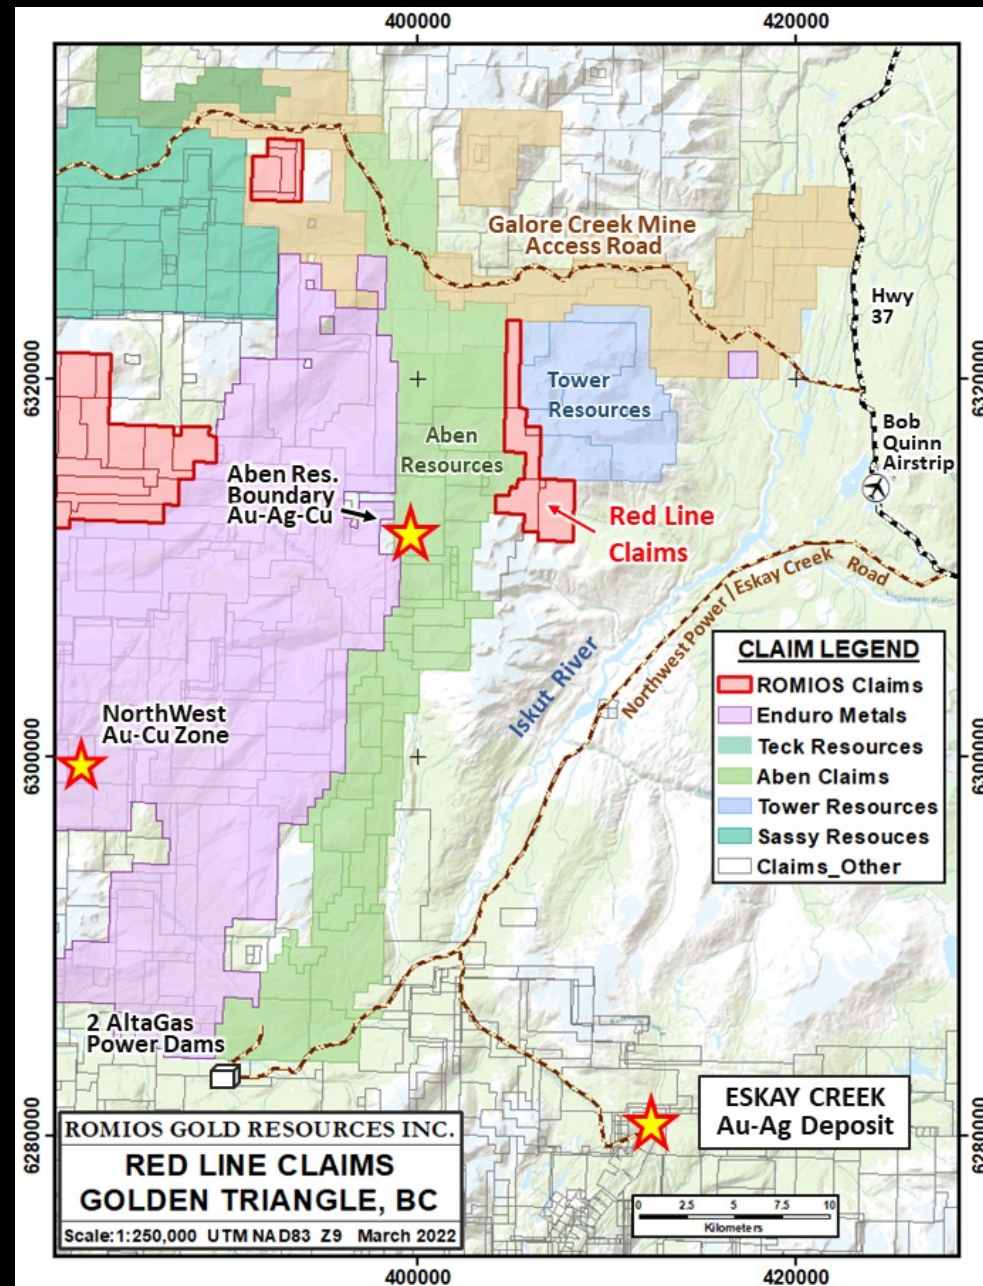 400000
420000
Galore Creek Mine
Access Road
Hwy
37
6320000
6320000
Tower
Resources
Aben
Resources
Bob
Quinn
Airstrip
Aben Res.
Boundary
Au-Ag-Cu
Red Line
Claims
Northwest Power / Eskay Creek Road
Iskut River
CLAIM LEGEND
ROMIOS Claims
Enduro Metals
Teck Resources
Aben Claims
Tower Resources
Sassy Resouces
Claims_Other
NorthWest
Au-Cu Zone
6300000
6300000
2 AltaGas
Power Dams
ESKAY CREEK
Au-Ag Deposit
6280000
6280000
ROMIOS GOLD RESOURCES INC.
RED LINE CLAIMS
GOLDEN TRIANGLE, BC
Scale:1:250,000 UTM NAD83 Z9 March 2022
0 2.5 5 7.5 10
Kilometers
400000
420000